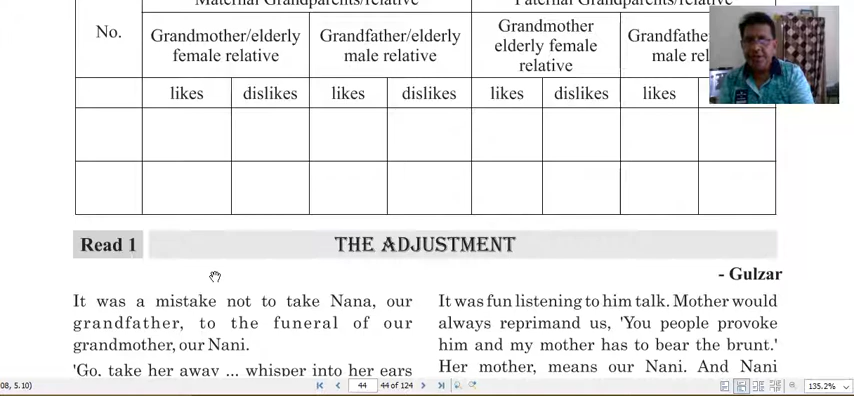 Maternal Grandparents/relative
Paternal Grandparents/relative
No.
Grandmother/elderly
female relative
Grandfather/elderly
male relative
Grandmother
elderly female
relative
likes dislikes likes dislikes likes dislikes likes
Read 1 THE ADJUSTMENT
- Gulzar
It was a mistake not to take Nana, our
grandfather, to the funeral of our
grandmother, our Nani.
'Go, take her away ... whisper into her ears
It was fun listening to him talk. Mother would
always reprimand us, 'You people provoke
him and my mother has to bear the brunt.'
Her mother, means our Nani. And Nani
08, 5.10)
44
44 of 124
135.2%